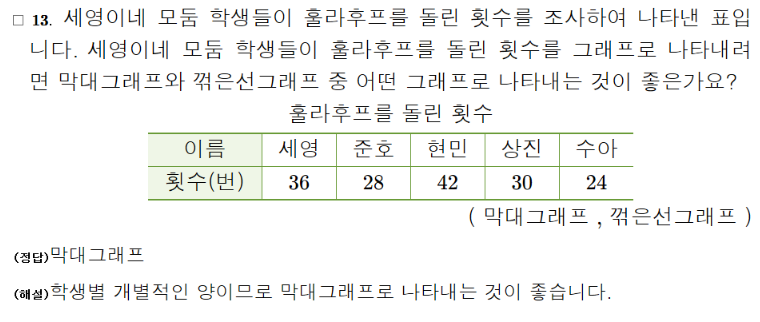 □ 13. 세영이네 모둠 학생들이 훌라후프를 돌린 횟수를 조사하여 나타낸 표입
니다. 세영이네 모둠 학생들이 훌라후프를 돌린 횟수를 그래프로 나타내려
면 막대그래프와 꺾은선그래프 중 어떤 그래프로 나타내는 것이 좋은가요?
훌라후프를 돌린 횟수
이름 세영 준호 현민 상진 수아
횟수(번) 36 28 42 30 24
( 막대그래프 , 꺾은선그래프 )
(정답)막대그래프
(해설)학생별 개별적인 양이므로 막대그래프로 나타내는 것이 좋습니다.